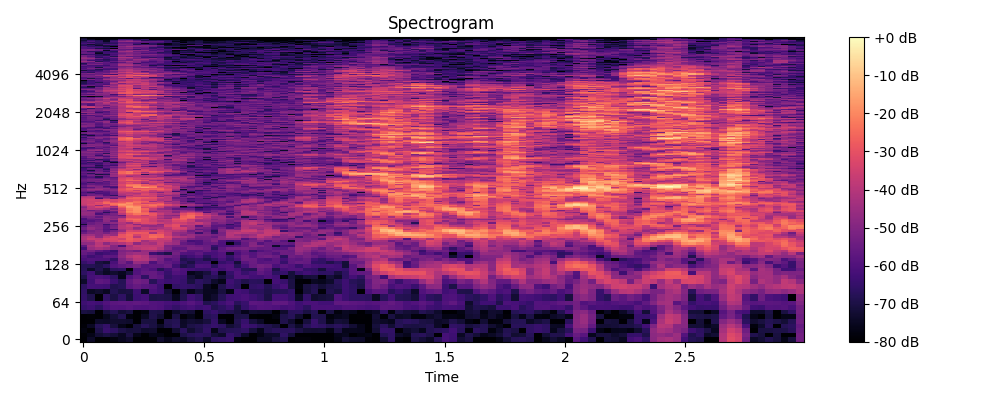 Spectrogram
Hz
4096
2048
1024
512
256
128
64
0
0
0.5
1
1.5
2
2.5
Time
+0 dB
-10 dB
-20 dB
-30 dB
-40 dB
-50 dB
-60 dB
-70 dB
-80 dB